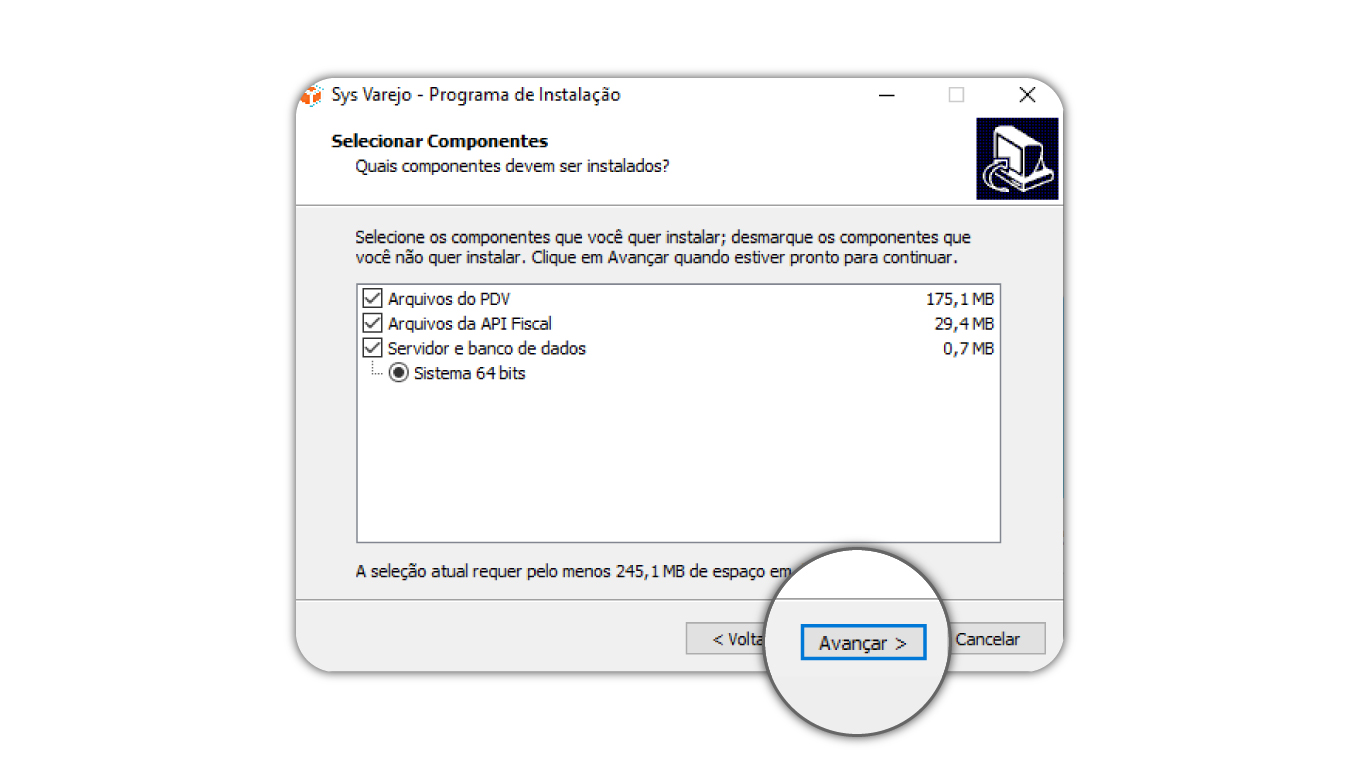 Sys Varejo - Programa de Instalação
Selecionar Componentes
Quais componentes devem ser instalados?
Selecione os componentes que você quer instalar; desmarque os componentes que
você não quer instalar. Clique em Avançar quando estiver pronto para continuar.
Arquivos do PDV 175,1 MB
Arquivos da API Fiscal 29,4 MB
Servidor e banco de dados 0,7 MB
Sistema 64 bits
A seleção atual requer pelo menos 245,1 MB de espaço em
< Volta Avançar > Cancelar